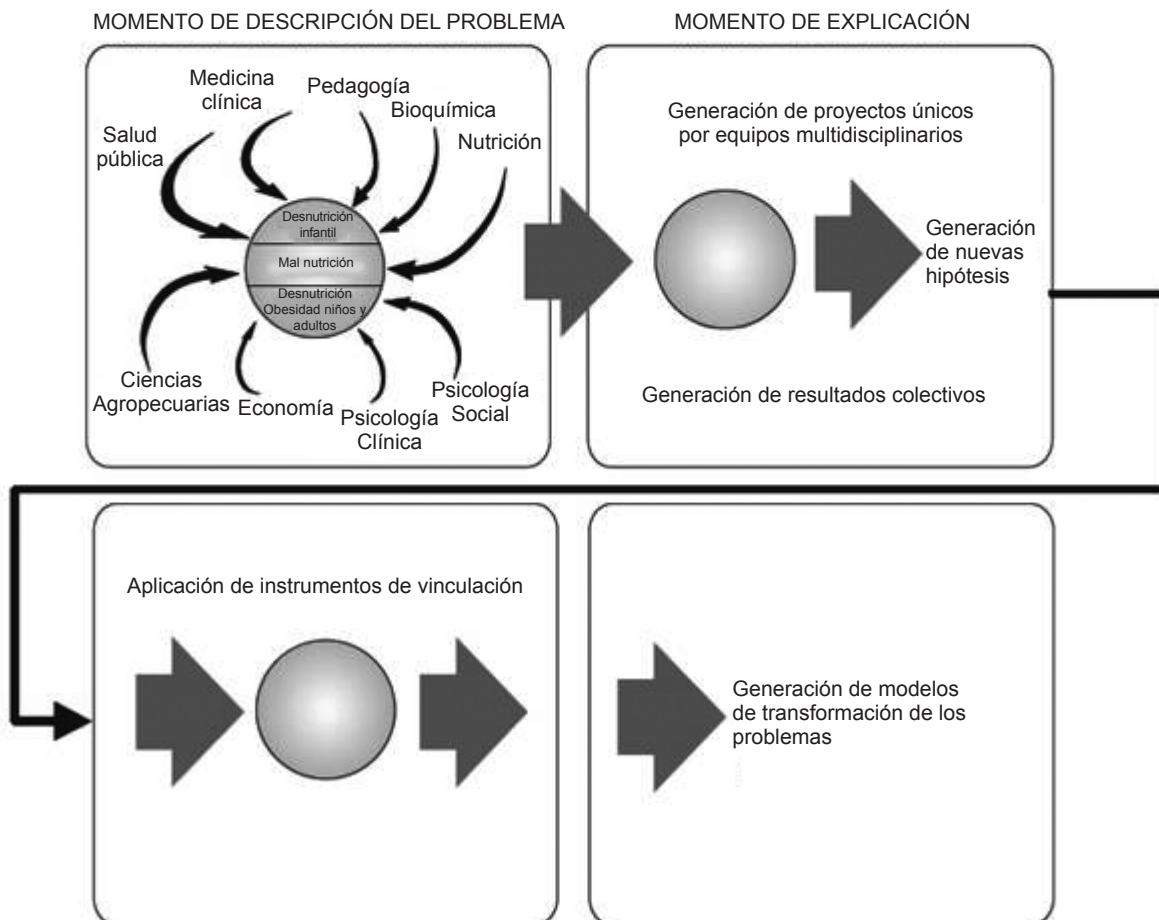 MOMENTO DE DESCRIPCIÓN DEL PROBLEMA
MOMENTO DE EXPLICACIÓN
Medicina
clínica
Pedagogía
Bioquímica
Salud
pública
Nutrición
Desnutrición
infantil
Mal nutrición
Desnutrición
Obesidad niños y
adultos
Ciencias
Agropecuarias
Economía
Psicología
Clínica
Psicología
Social
Generación de proyectos únicos
por equipos multidisciplinarios
Generación
de nuevas
hipótesis
Generación de resultados colectivos
Aplicación de instrumentos de vinculación
Generación de modelos
de transformación de los
problemas